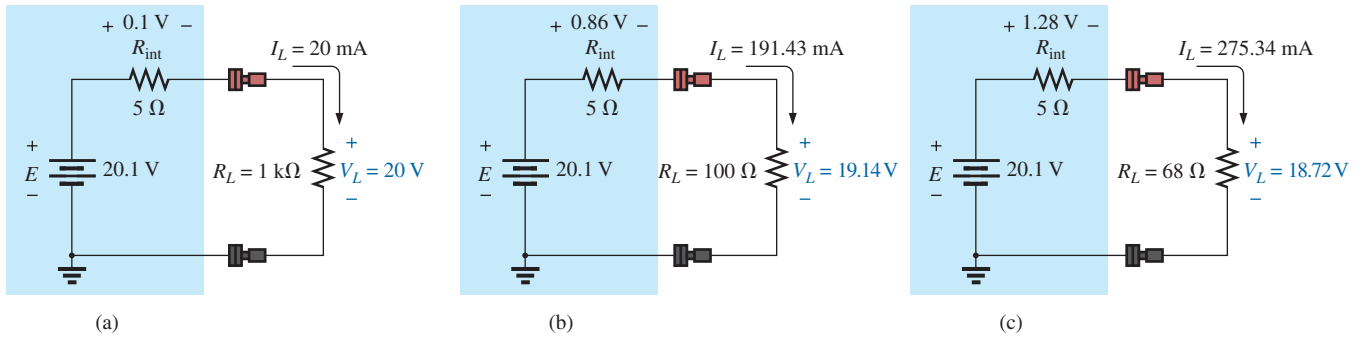 + 0.1 V −
R_int
I_L = 20 mA
5 Ω
+
E
−
20.1 V
R_L = 1 kΩ
+
V_L = 20 V
−
(a)
+ 0.86 V −
R_int
I_L = 191.43 mA
5 Ω
+
E
−
20.1 V
R_L = 100 Ω
+
V_L = 19.14 V
−
(b)
+ 1.28 V −
R_int
I_L = 275.34 mA
5 Ω
+
E
−
20.1 V
R_L = 68 Ω
+
V_L = 18.72 V
−
(c)